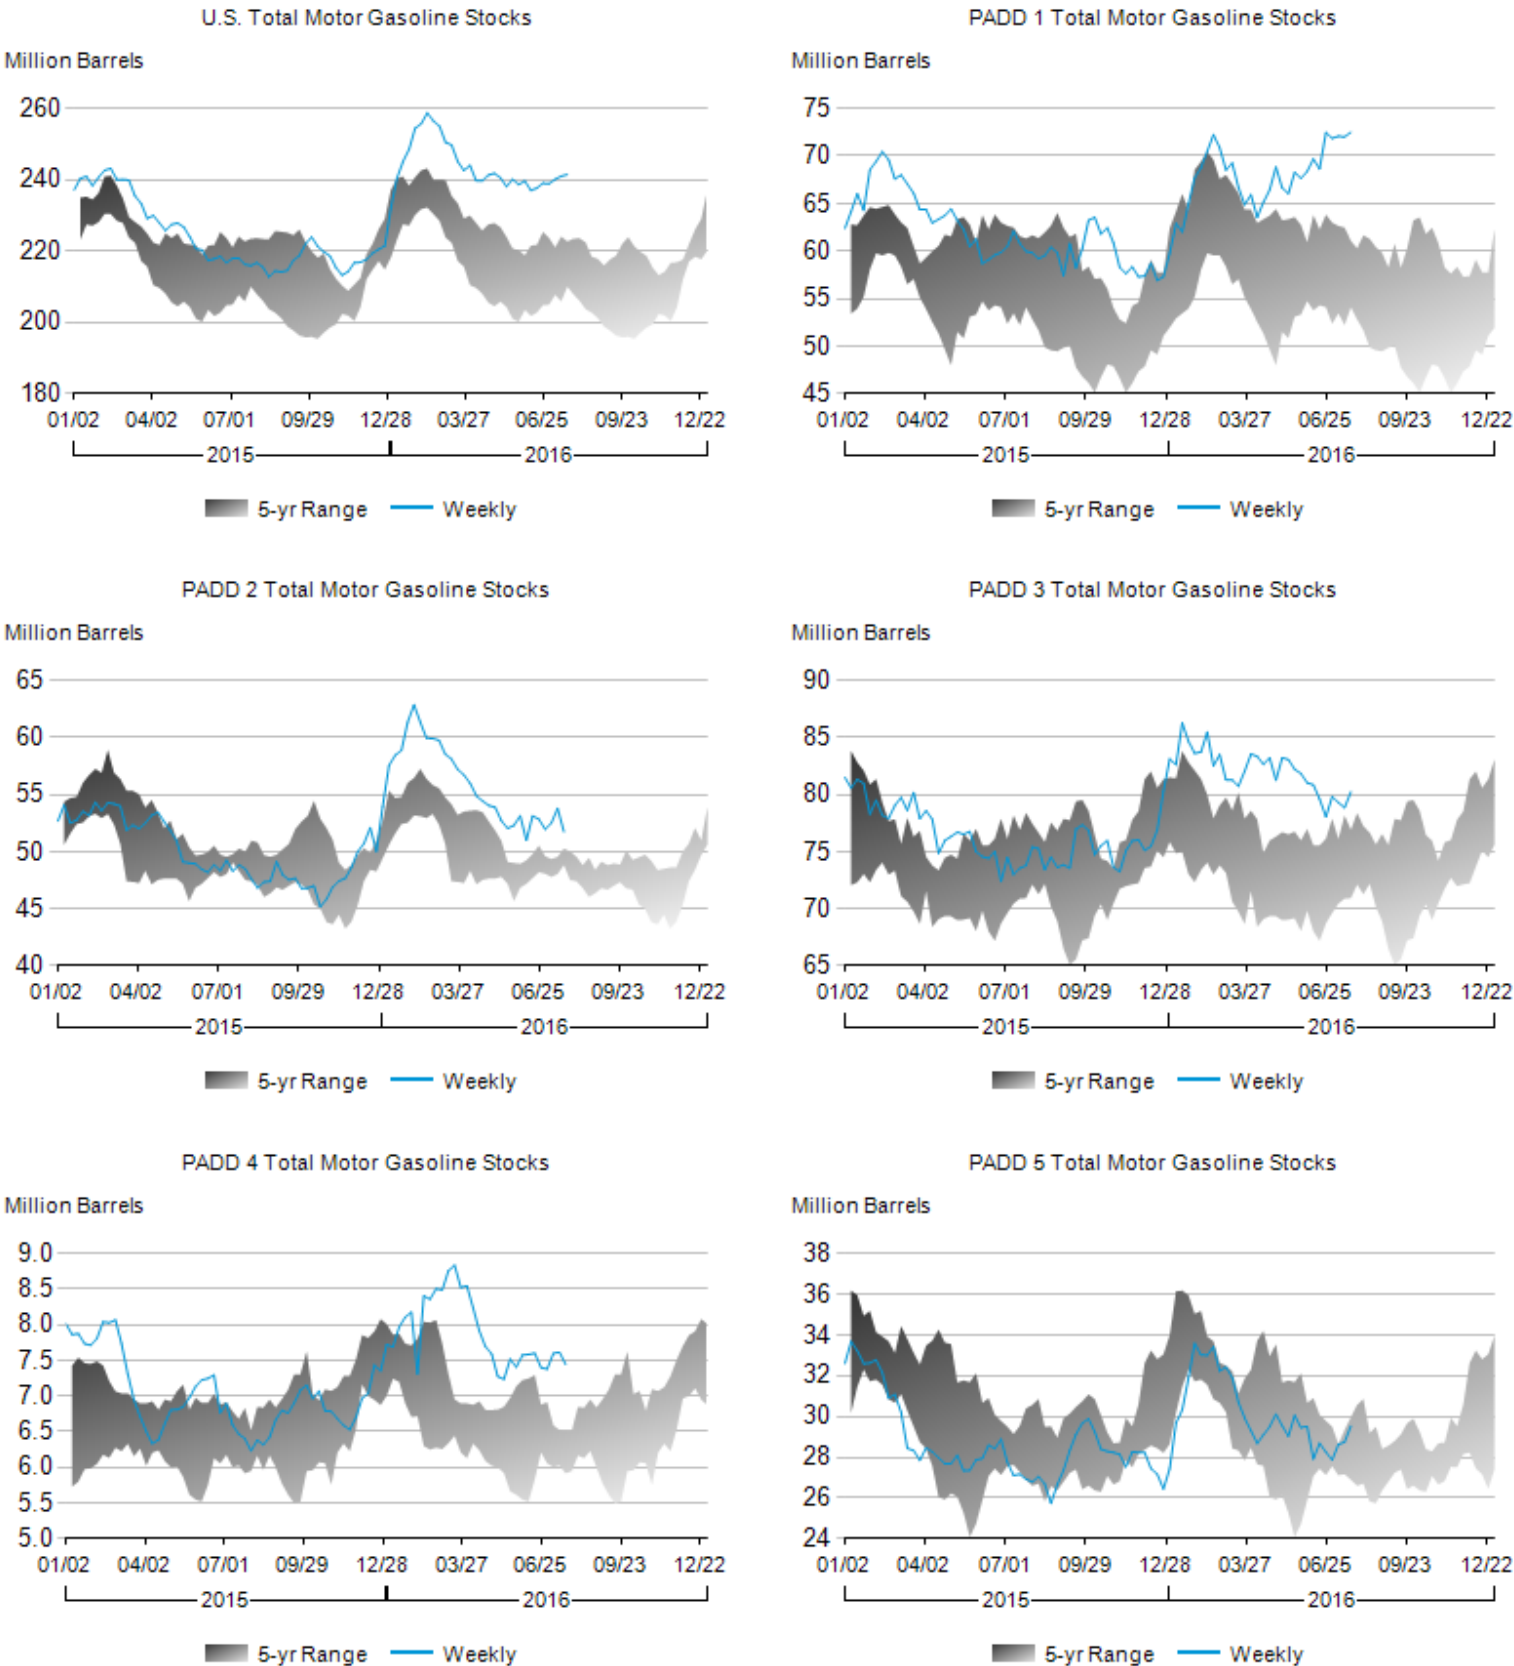 U.S. Total Motor Gasoline Stocks
Million Barrels
260
240
220
200
180
01/02 04/02 07/01 09/29 12/28 03/27 06/25 09/23 12/22
2015 2016
5-yr Range Weekly
PADD 1 Total Motor Gasoline Stocks
Million Barrels
75
70
65
60
55
50
45
01/02 04/02 07/01 09/29 12/28 03/27 06/25 09/23 12/22
2015 2016
5-yr Range Weekly
PADD 2 Total Motor Gasoline Stocks
Million Barrels
65
60
55
50
45
40
01/02 04/02 07/01 09/29 12/28 03/27 06/25 09/23 12/22
2015 2016
5-yr Range Weekly
PADD 3 Total Motor Gasoline Stocks
Million Barrels
90
85
80
75
70
65
01/02 04/02 07/01 09/29 12/28 03/27 06/25 09/23 12/22
2015 2016
5-yr Range Weekly
PADD 4 Total Motor Gasoline Stocks
Million Barrels
9.0
8.5
8.0
7.5
7.0
6.5
6.0
5.5
5.0
01/02 04/02 07/01 09/29 12/28 03/27 06/25 09/23 12/22
2015 2016
5-yr Range Weekly
PADD 5 Total Motor Gasoline Stocks
Million Barrels
38
36
34
32
30
28
26
24
01/02 04/02 07/01 09/29 12/28 03/27 06/25 09/23 12/22
2015 2016
5-yr Range Weekly